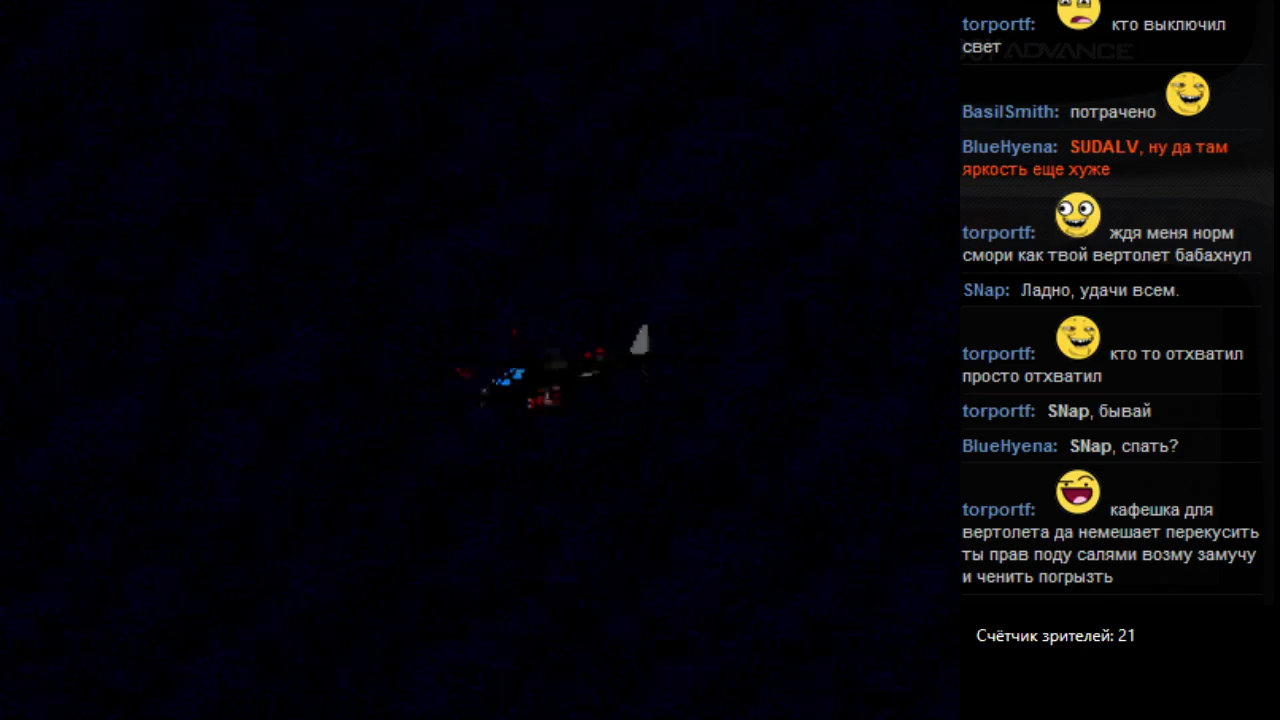 torportf: кто выключил
свет
ADVANCE
BasilSmith: потрачено
BlueHyena: SUDALV, ну да там
яркость еще хуже
torportf: ждя меня норм
смори как твой вертолет бабахнул
SNap: Ладно, удачи всем.
torportf: кто то отхватил
просто отхватил
torportf: SNap, бывай
BlueHyena: SNap, спать?
torportf: кафешка для
вертолета да немешает перекусить
ты прав поду салями возму замучу
и ченить погрызть
Счётчик зрителей: 21